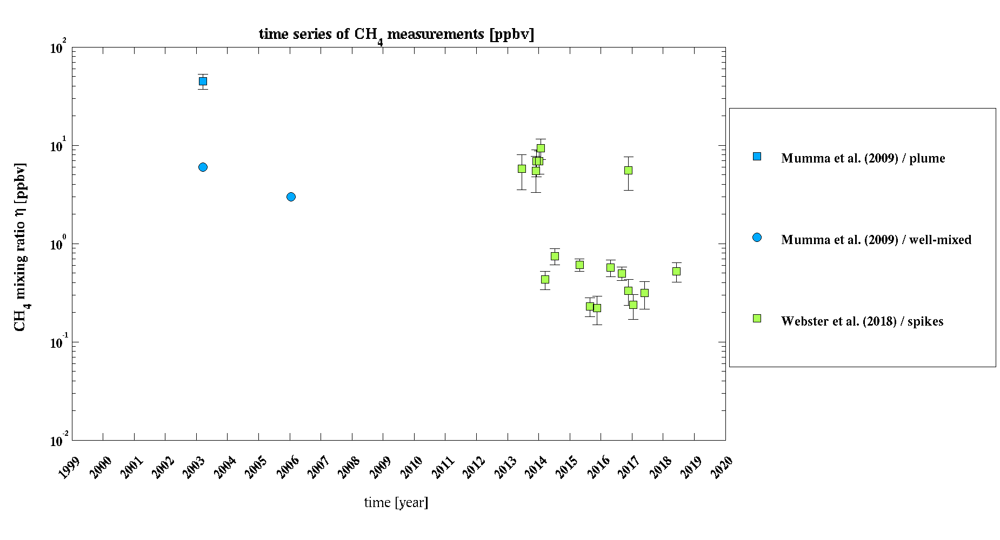 time series of CH4 measurements [ppbv]
CH4 mixing ratio η [ppbv]
10^2
10^1
10^0
10^-1
10^-2
1999 2000 2001 2002 2003 2004 2005 2006 2007 2008 2009 2010 2011 2012 2013 2014 2015 2016 2017 2018 2019 2020
time [year]
Mumma et al. (2009) / plume
Mumma et al. (2009) / well-mixed
Webster et al. (2018) / spikes